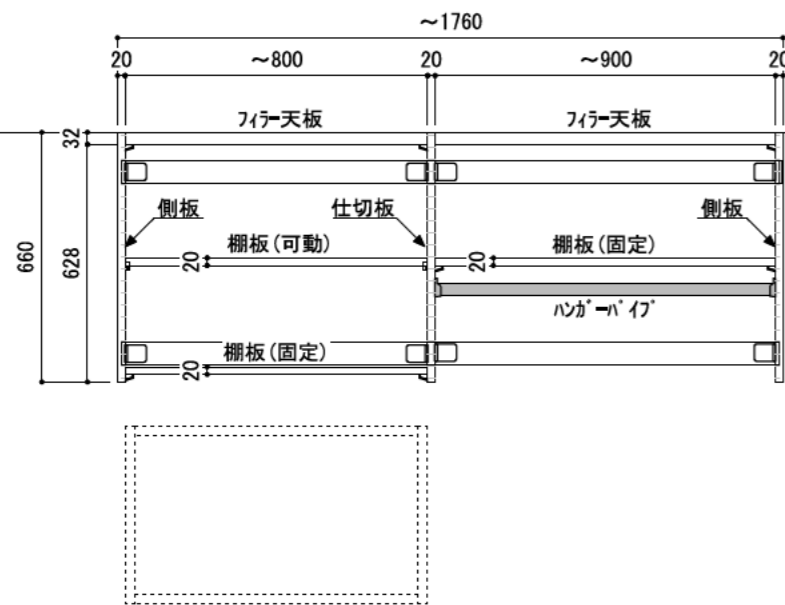 ~1760
20 ~800 20 ~900 20
フィラー天板 フィラー天板
32
側板 仕切板 側板
棚板(可動) 棚板(固定)
660 628 20 20
ハンガーパイプ
棚板(固定)
20